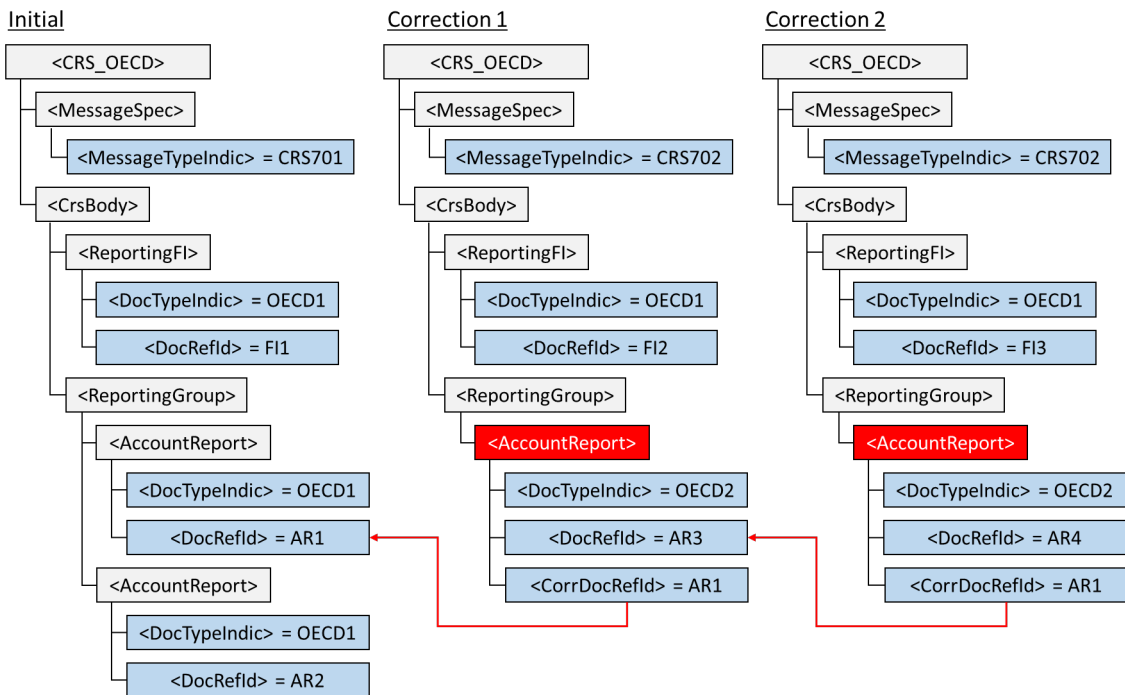 Initial
<CRS_OECD>
<MessageSpec>
<MessageTypeIndic> = CRS701
<CrsBody>
<ReportingFI>
<DocTypeIndic> = OECD1
<DocRefId> = FI1
<ReportingGroup>
<AccountReport>
<DocTypeIndic> = OECD1
<DocRefId> = AR1
<AccountReport>
<DocTypeIndic> = OECD1
<DocRefId> = AR2
Correction 1
<CRS_OECD>
<MessageSpec>
<MessageTypeIndic> = CRS702
<CrsBody>
<ReportingFI>
<DocTypeIndic> = OECD1
<DocRefId> = FI2
<ReportingGroup>
<AccountReport>
<DocTypeIndic> = OECD2
<DocRefId> = AR3
<CorrDocRefId> = AR1
Correction 2
<CRS_OECD>
<MessageSpec>
<MessageTypeIndic> = CRS702
<CrsBody>
<ReportingFI>
<DocTypeIndic> = OECD1
<DocRefId> = FI3
<ReportingGroup>
<AccountReport>
<DocTypeIndic> = OECD2
<DocRefId> = AR4
<CorrDocRefId> = AR1